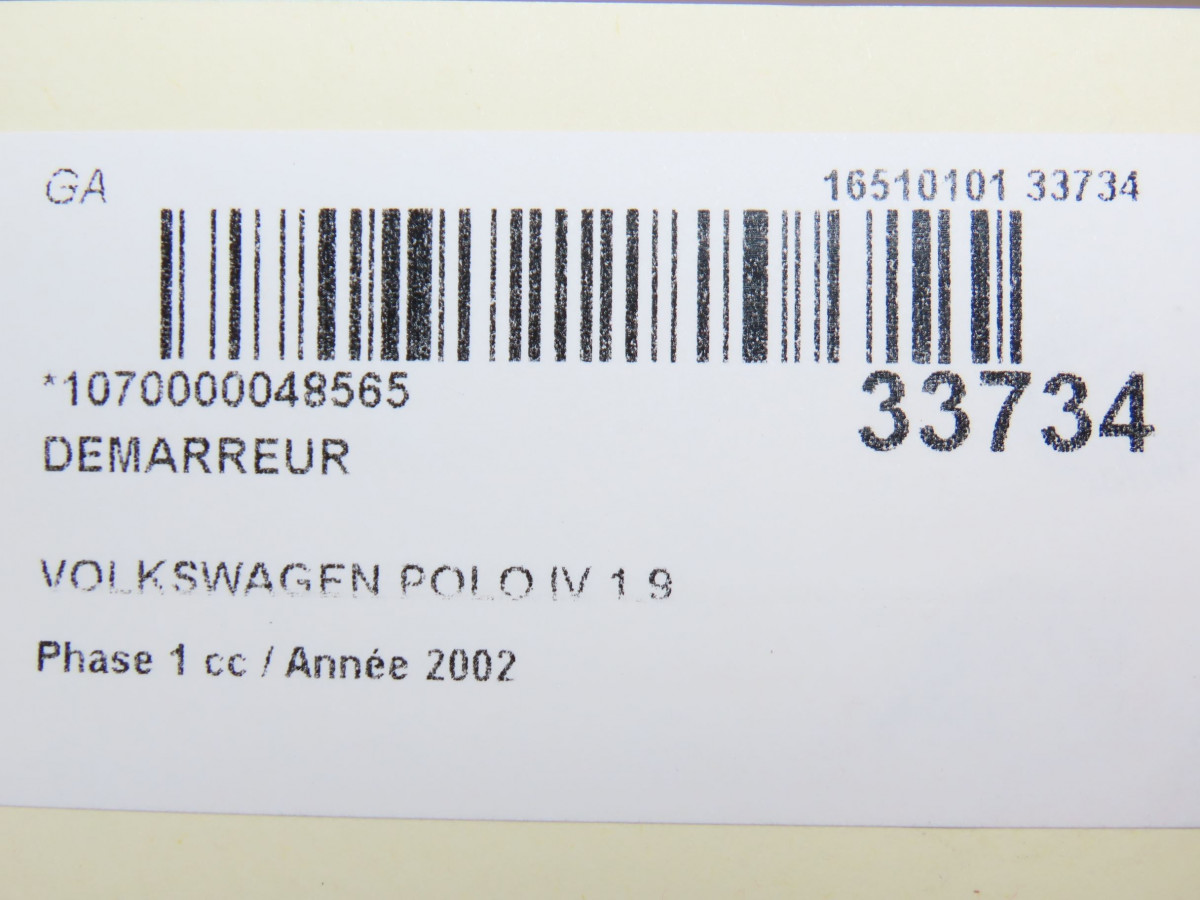 GA
16510101 33734
*1070000048565
33734
DEMARREUR
VOLKSWAGEN POLO IV 1.9
Phase 1 cc / Année 2002